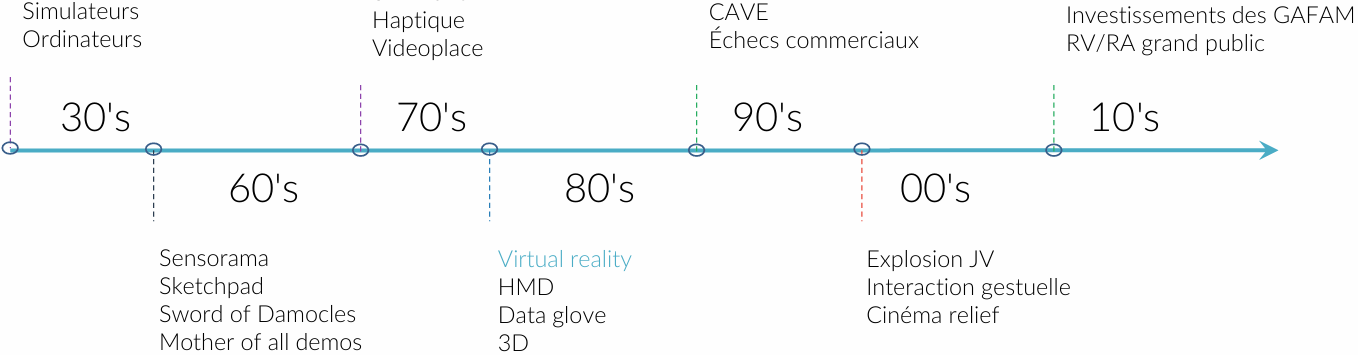 Simulateurs
Ordinateurs
Haptique
Videoplace
CAVE
Échecs commerciaux
Investissements des GAFAM
RV/RA grand public
30's
70's
90's
10's
60's
80's
00's
Sensorama
Sketchpad
Sword of Damocles
Mother of all demos
Virtual reality
HMD
Data glove
3D
Explosion JV
Interaction gestuelle
Cinéma relief